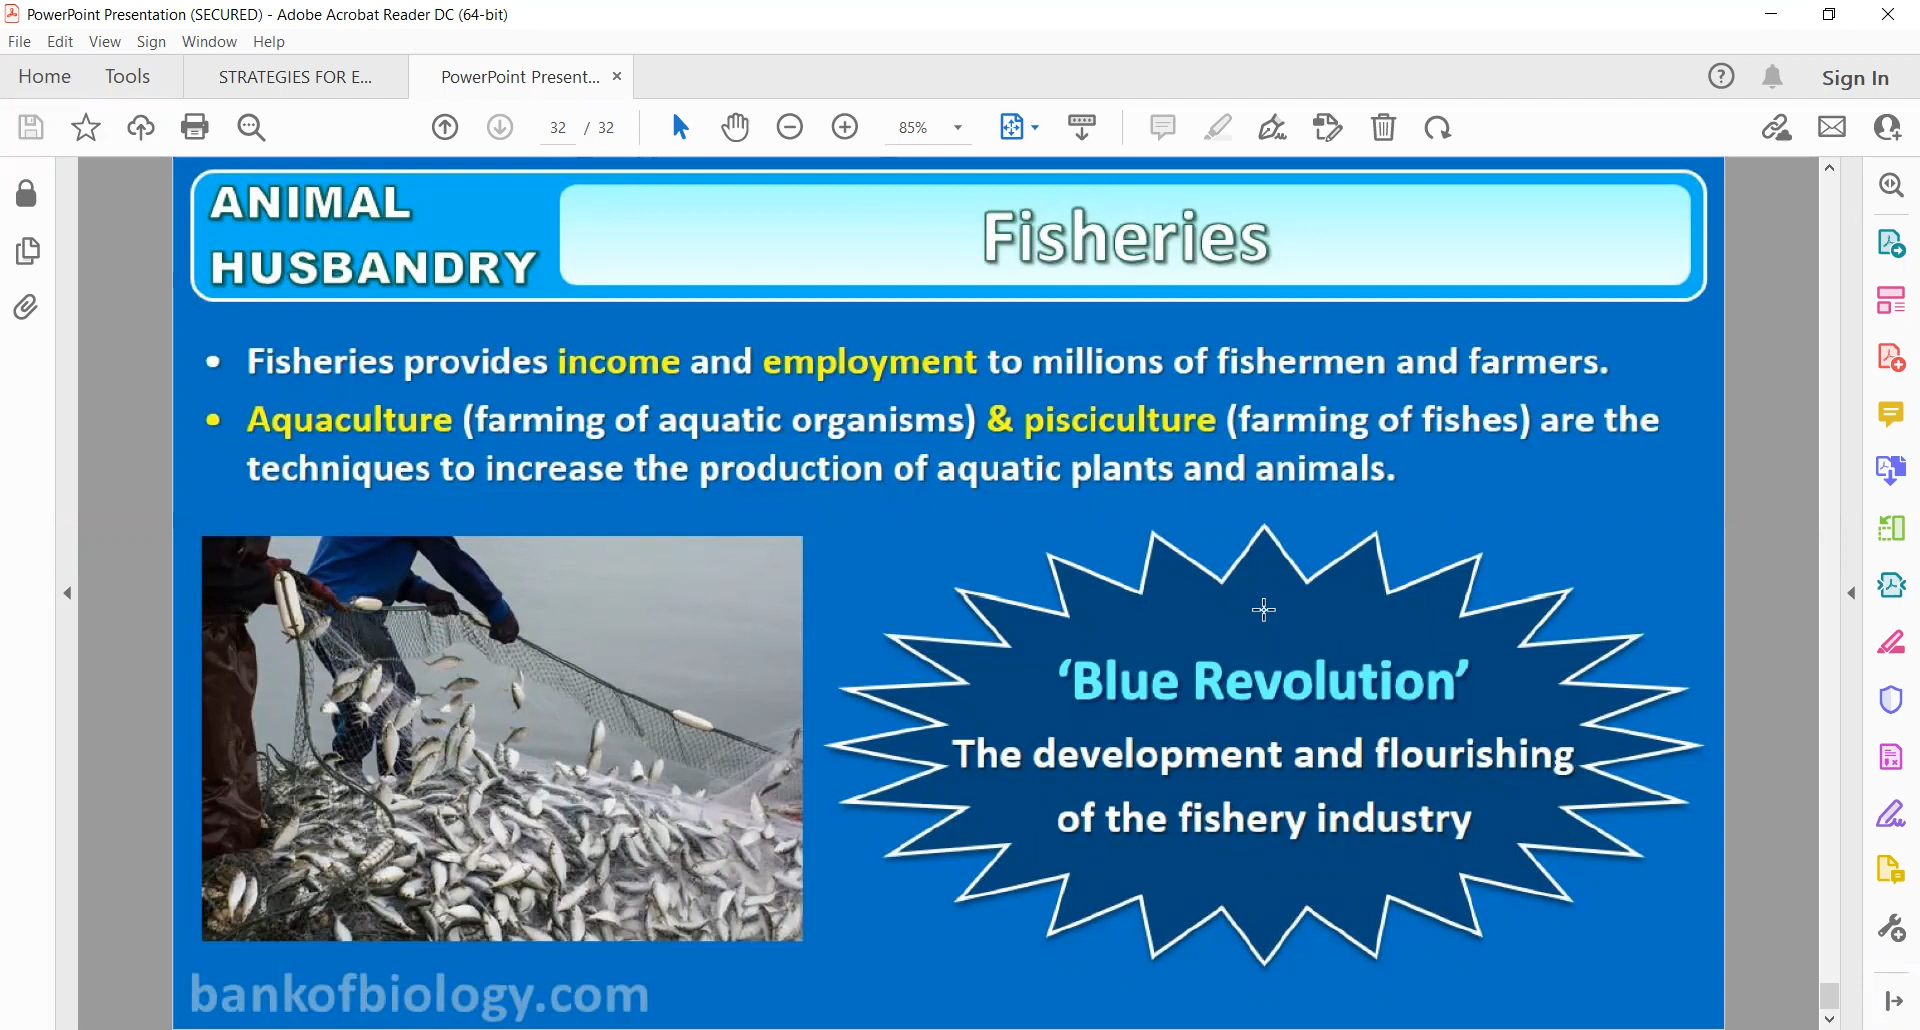 PowerPoint Presentation (SECURED) - Adobe Acrobat Reader DC (64-bit)
File Edit View Sign Window Help
Home Tools STRATEGIES FOR E... PowerPoint Present... × Sign In
32 / 32 85%
ANIMAL
HUSBANDRY
Fisheries
• Fisheries provides income and employment to millions of fishermen and farmers.
• Aquaculture (farming of aquatic organisms) & pisciculture (farming of fishes) are the
techniques to increase the production of aquatic plants and animals.
‘Blue Revolution’
The development and flourishing
of the fishery industry
bankofbiology.com